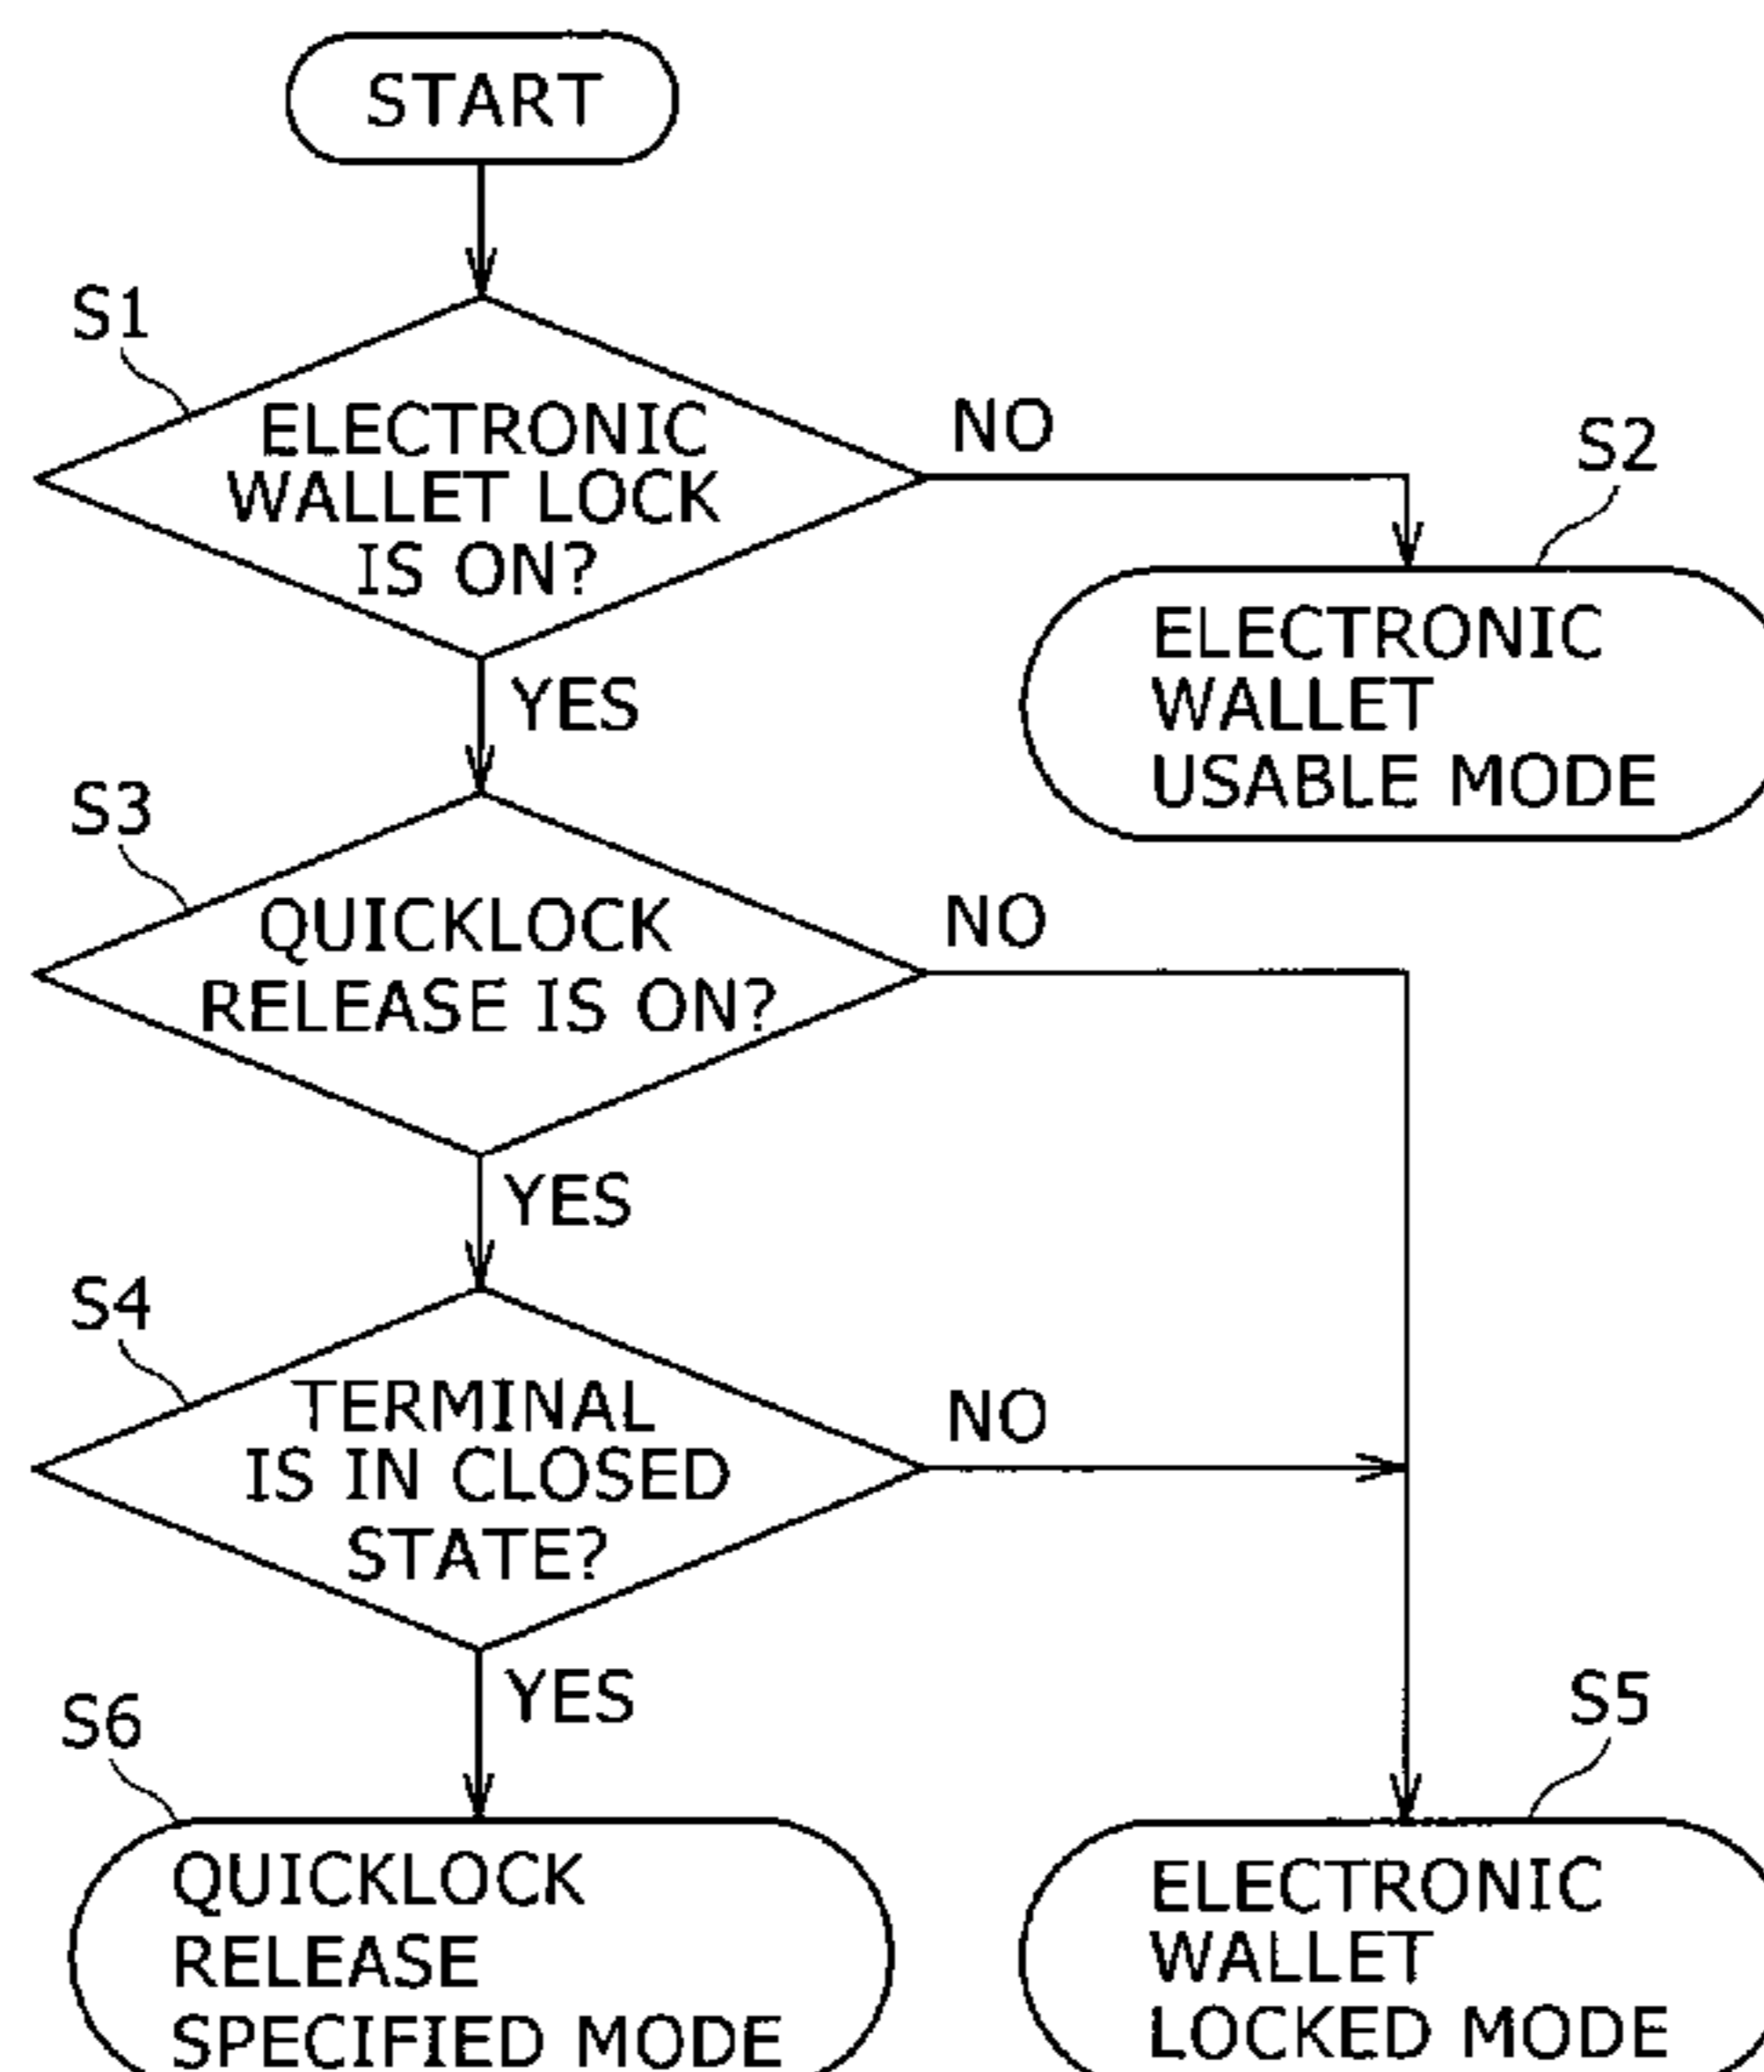 START
S1
ELECTRONIC
WALLET LOCK
IS ON?
NO
S2
ELECTRONIC
WALLET
USABLE MODE
YES
S3
QUICKLOCK
RELEASE IS ON?
NO
YES
S4
TERMINAL
IS IN CLOSED
STATE?
NO
YES
S6
QUICKLOCK
RELEASE
SPECIFIED MODE
S5
ELECTRONIC
WALLET
LOCKED MODE